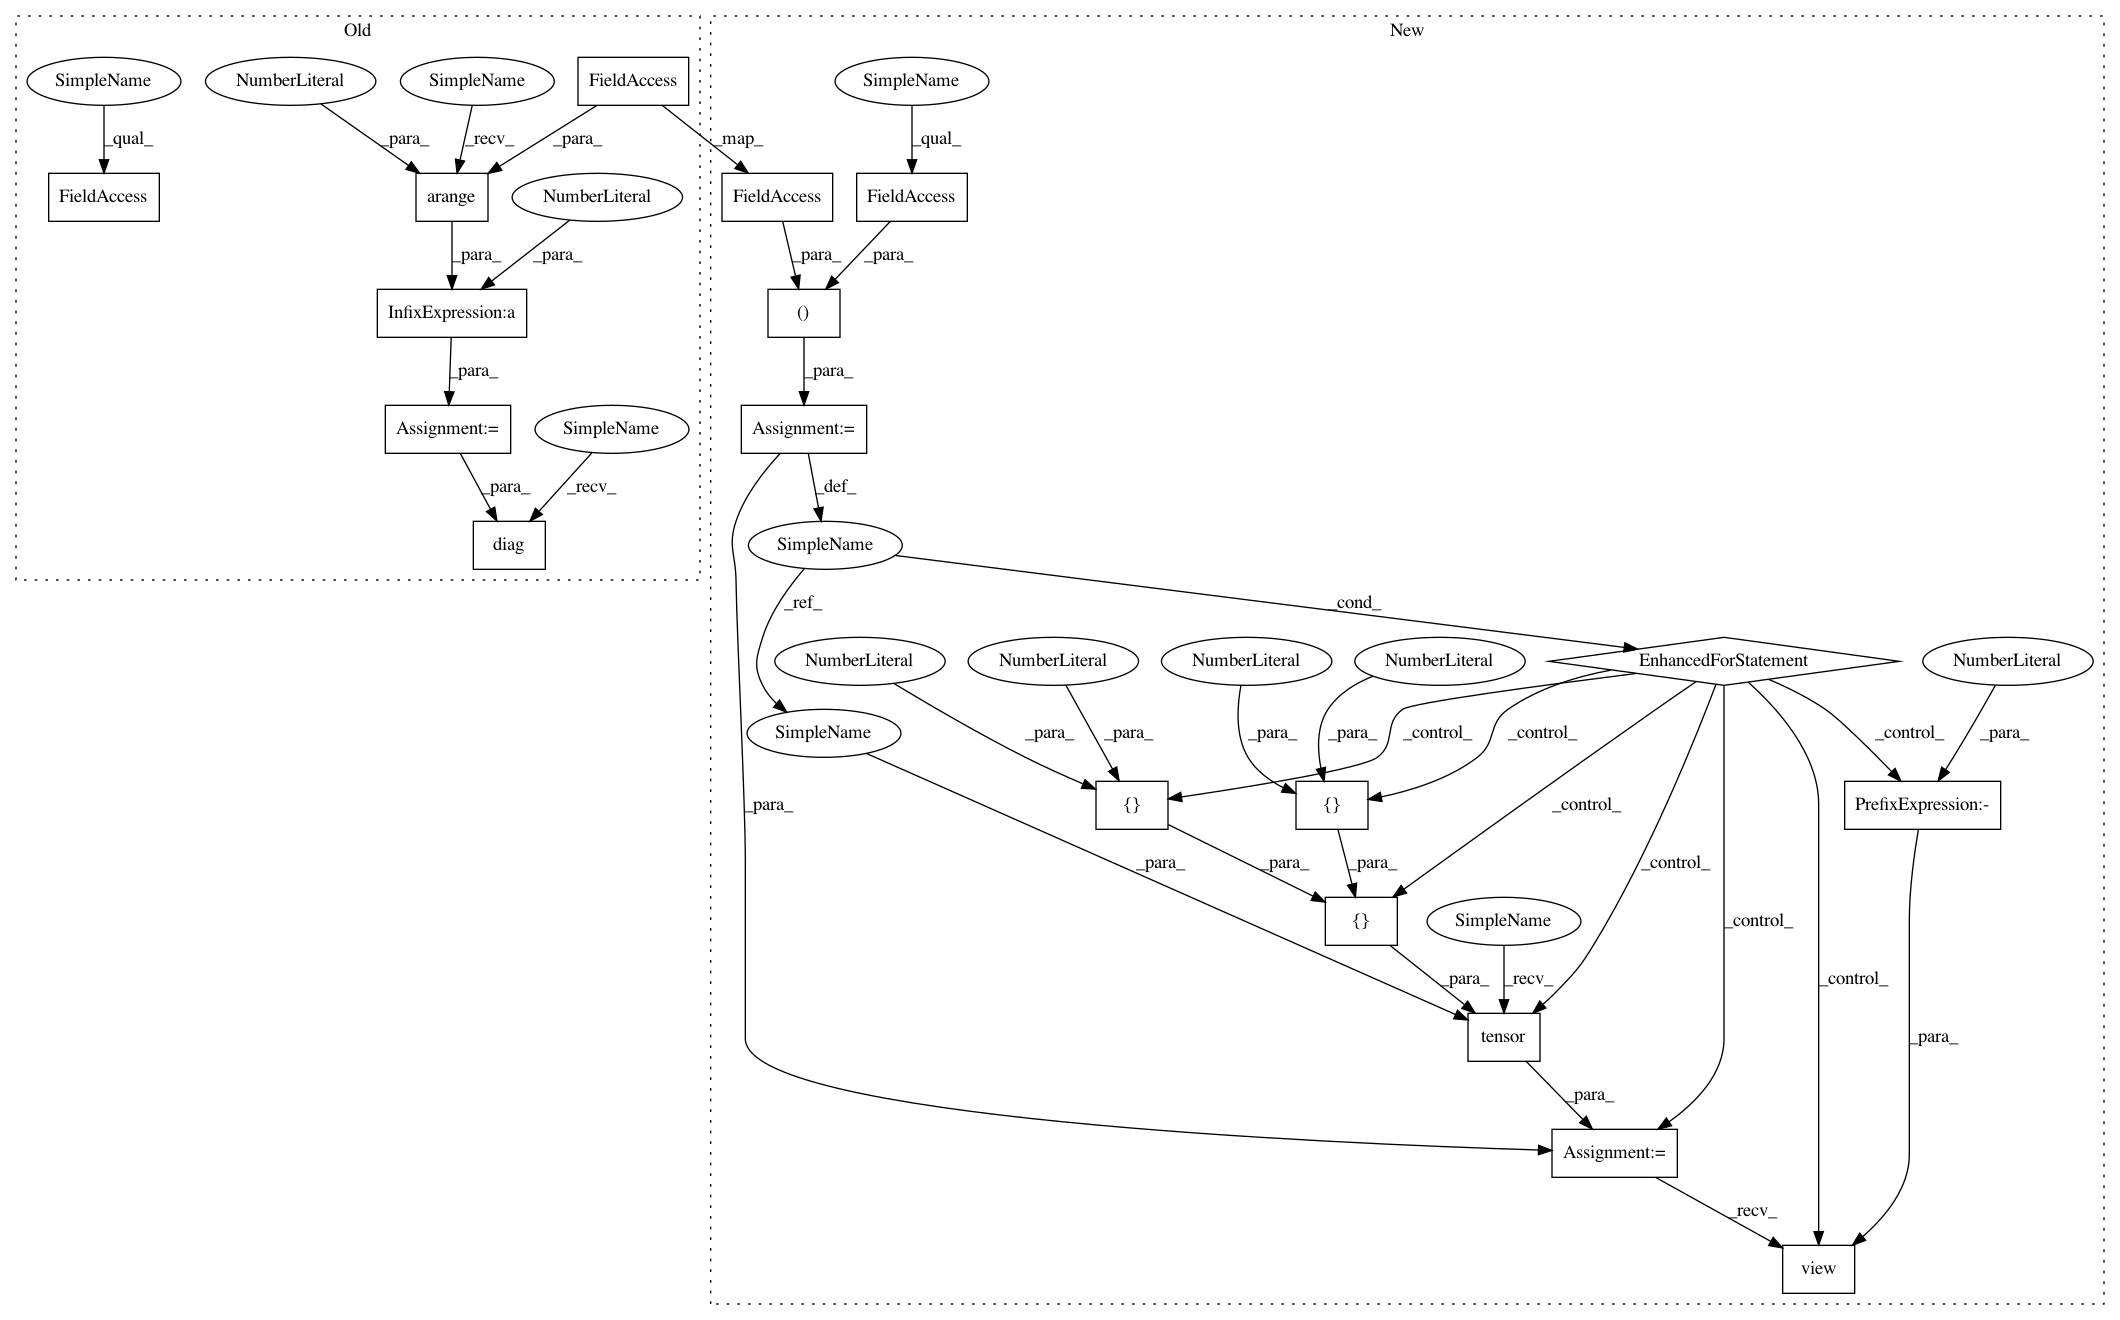 Old
New
SimpleName
NumberLiteral
SimpleName
FieldAccess
SimpleName
_qual_
_para_
_recv_
_para_
_map_
_qual_
FieldAccess
arange
NumberLiteral
FieldAccess
FieldAccess
_para_
_para_
_para_
_para_
InfixExpression:a
()
_para_
_para_
Assignment:=
SimpleName
Assignment:=
_para_
_recv_
_def_
diag
SimpleName
_ref_
_cond_
NumberLiteral
NumberLiteral
NumberLiteral
NumberLiteral
EnhancedForStatement
NumberLiteral
SimpleName
_para_
_para_
_para_
_para_
_control_
_control_
_control_
_para_
_para_
{}
{}
_control_
PrefixExpression:-
_para_
_para_
_para_
_control_
{}
SimpleName
_control_
_para_
_recv_
_control_
tensor
_para_
_para_
Assignment:=
_recv_
view